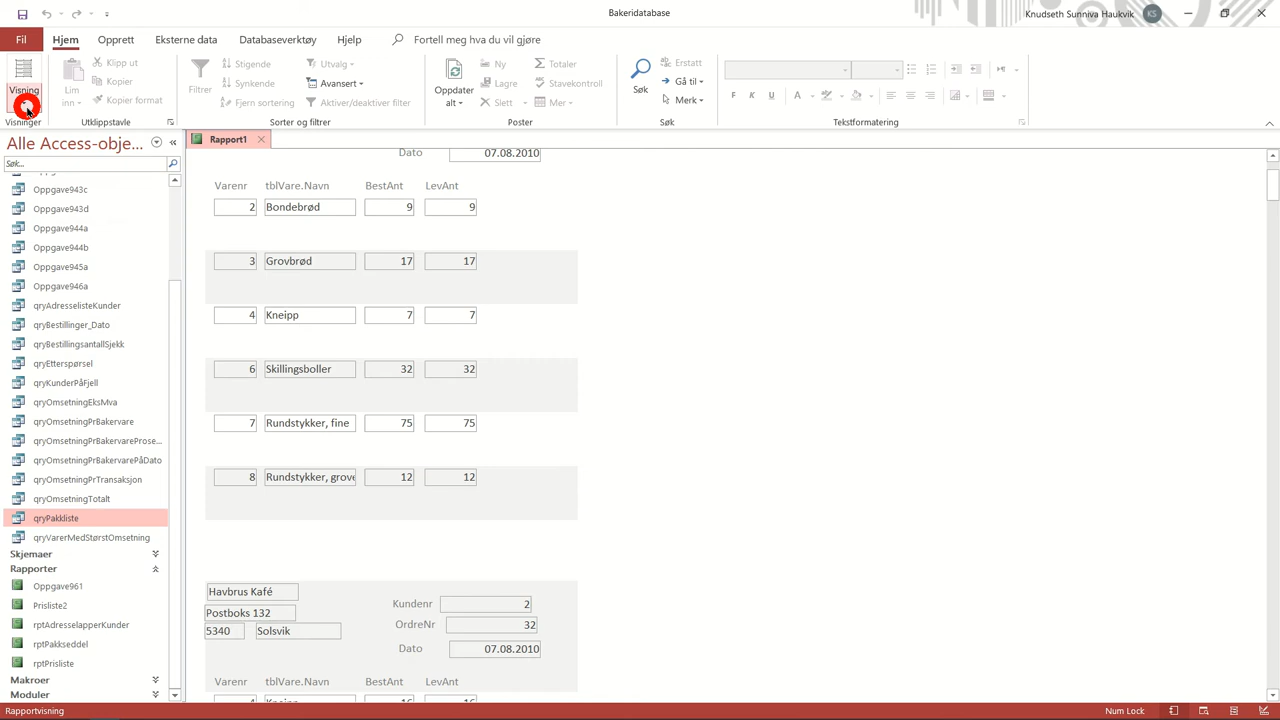 Bakeridatabase
Knudseth Sunniva Haukvik KS
Fil Hjem Opprett Eksterne data Databaseverktøy Hjelp Fortell meg hva du vil gjøre
Visning
Visninger
Lim inn
Klipp ut
Kopier
Kopier format
Utklippstavle
Filter
Stigende
Synkende
Fjern sortering
Utvalg
Avansert
Aktiver/deaktiver filter
Sorter og filtrer
Oppdater alt
Ny
Lagre
Slett
Totaler
Stavekontroll
Mer
Poster
Søk
Erstatt
Gå til
Merk
Søk
F K U A
Tekstformatering
Alle Access-obje...
Søk...
Oppgave943c
Oppgave943d
Oppgave944a
Oppgave944b
Oppgave945a
Oppgave946a
qryAdresselisteKunder
qryBestillinger_Dato
qryBestillingsantallSjekk
qryEtterspørsel
qryKunderPåFjell
qryOmsetningEksMva
qryOmsetningPrBakervare
qryOmsetningPrBakervareProse...
qryOmsetningPrBakervarePåDato
qryOmsetningPrTransaksjon
qryOmsetningTotalt
qryPakkliste
qryVarerMedStørstOmsetning
Skjemaer
Rapporter
Oppgave961
Prisliste2
rptAdresselapperKunder
rptPakkseddel
rptPrisliste
Makroer
Moduler
Rapport1
Dato 07.08.2010
Varenr tblVare.Navn BestAnt LevAnt
2 Bondebrød 9 9
3 Grovbrød 17 17
4 Kneipp 7 7
6 Skillingsboller 32 32
7 Rundstykker, fine 75 75
8 Rundstykker, grove 12 12
Havbrus Kafé
Postboks 132
5340 Solsvik
Kundenr 2
OrdreNr 32
Dato 07.08.2010
Varenr tblVare.Navn BestAnt LevAnt
Rapportvisning
Num Lock